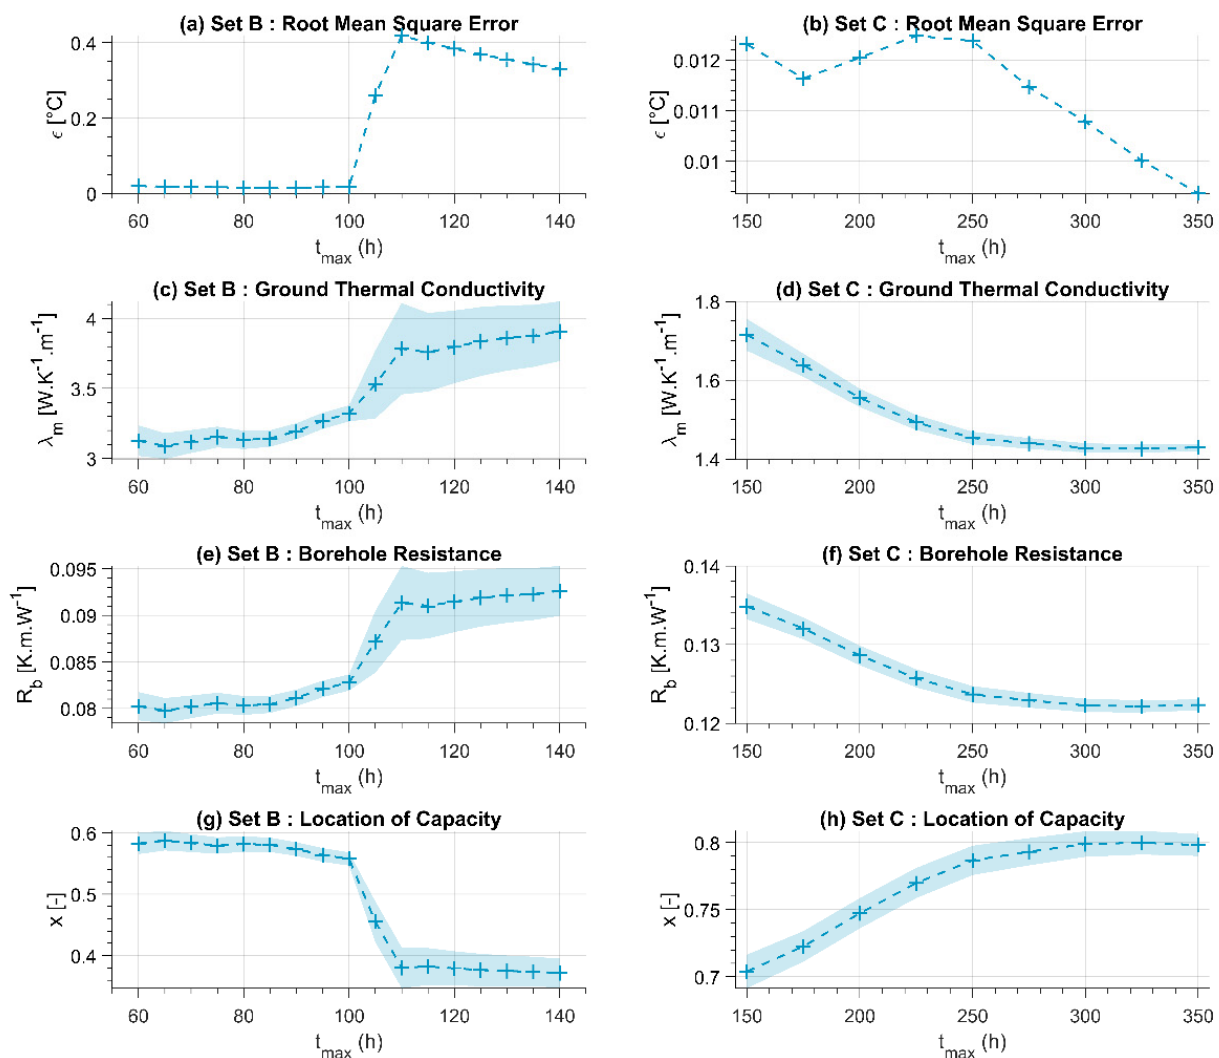 (a) Set B : Root Mean Square Error
0.4
0.2
0
ϵ [°C]
60 80 100 120 140
t_max (h)
(b) Set C : Root Mean Square Error
0.012
0.011
0.01
ϵ [°C]
150 200 250 300 350
t_max (h)
(c) Set B : Ground Thermal Conductivity
4
3.5
3
λ_m [W.K^-1.m^-1]
60 80 100 120 140
t_max (h)
(d) Set C : Ground Thermal Conductivity
1.8
1.6
1.4
λ_m [W.K^-1.m^-1]
150 200 250 300 350
t_max (h)
(e) Set B : Borehole Resistance
0.095
0.09
0.085
0.08
R_b [K.m.W^-1]
60 80 100 120 140
t_max (h)
(f) Set C : Borehole Resistance
0.14
0.13
0.12
R_b [K.m.W^-1]
150 200 250 300 350
t_max (h)
(g) Set B : Location of Capacity
0.6
0.5
0.4
x [-]
60 80 100 120 140
t_max (h)
(h) Set C : Location of Capacity
0.8
0.75
0.7
x [-]
150 200 250 300 350
t_max (h)